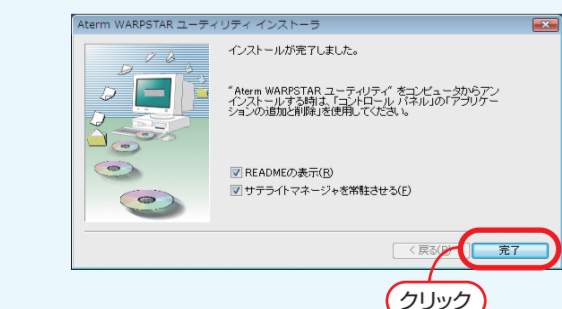 Aterm WARPSTAR ユーティリティ インストーラ
インストールが完了しました。
"Aterm WARPSTAR ユーティリティ" をコンピュータからアン
インストールする時は、「コントロール パネル」の「アプリケー
ションの追加と削除」を使用してください。
READMEの表示(R)
サテライトマネージャを常駐させる(E)
< 戻る(B)
完了
クリック